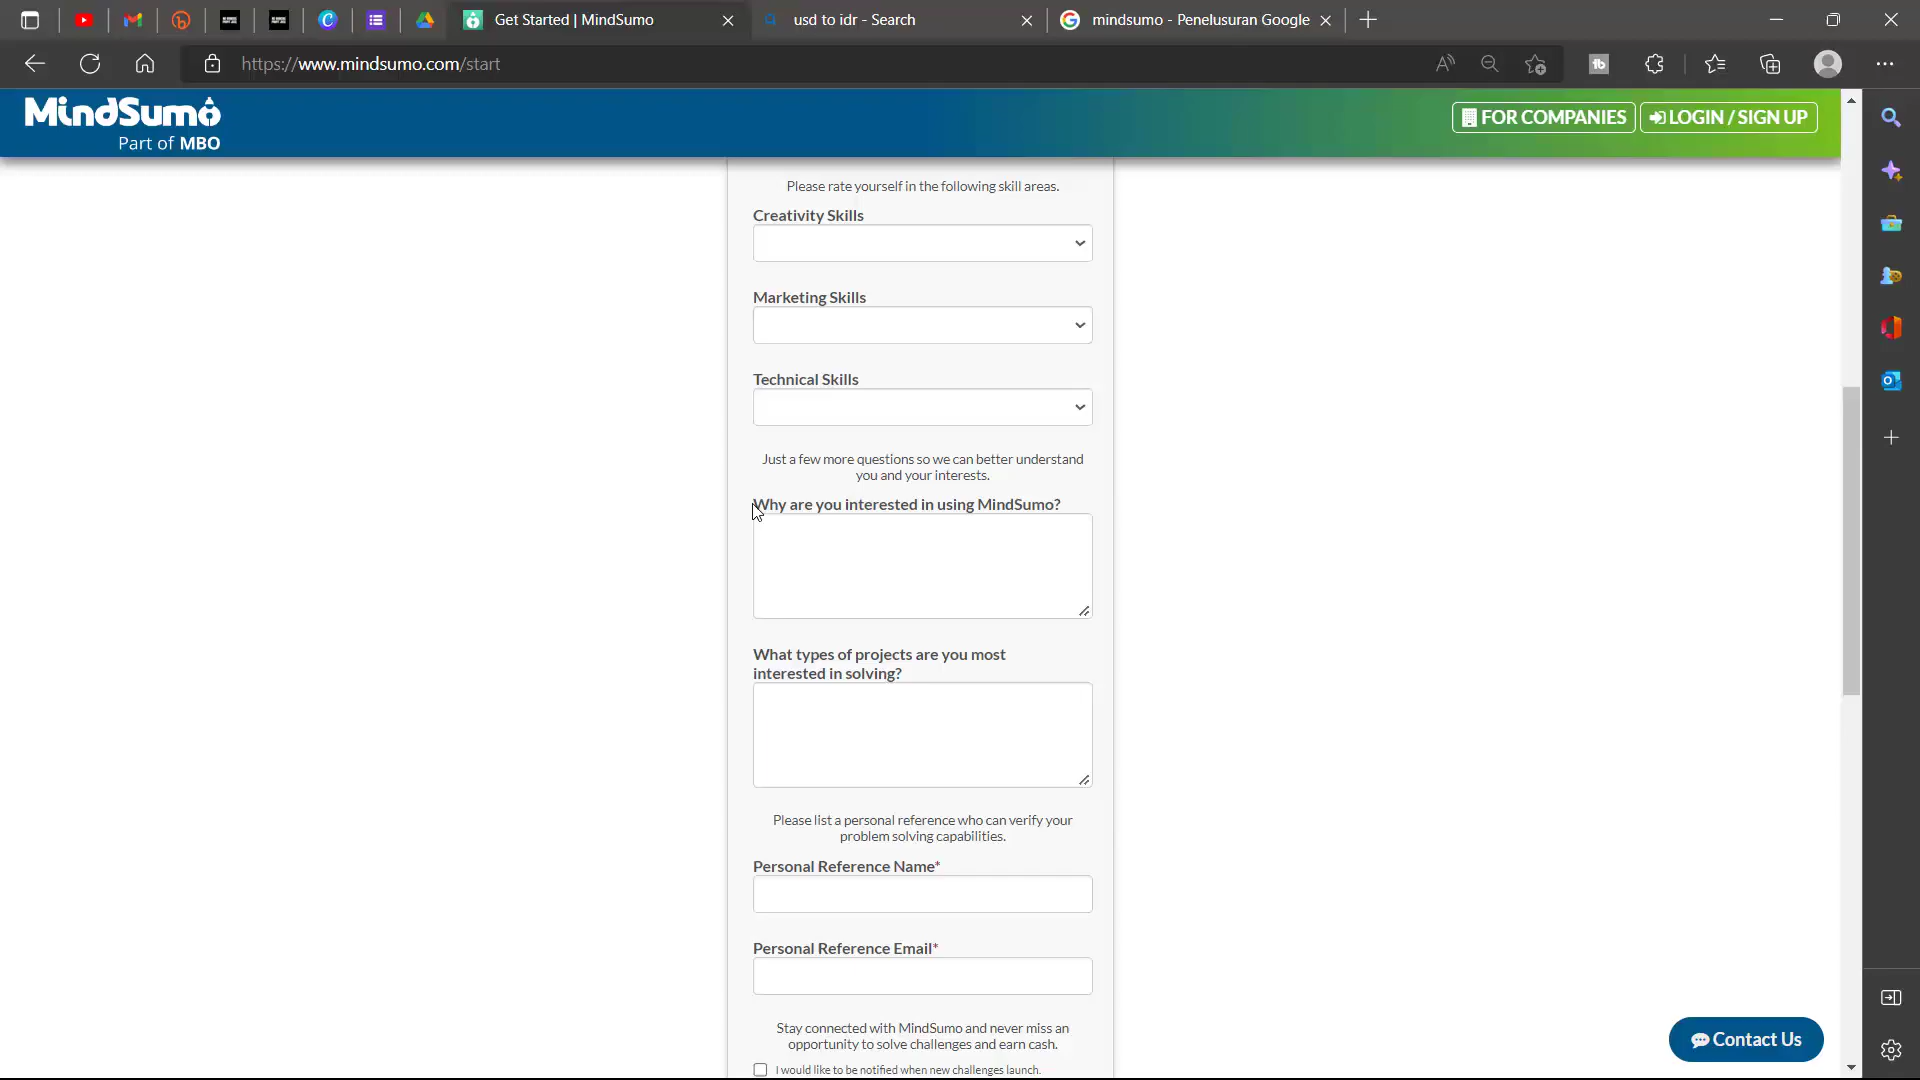 Get Started | MindSumo
usd to idr - Search
mindsumo - Penelusuran Google
https://www.mindsumo.com/start
MindSumo
Part of MBO
FOR COMPANIES
LOGIN / SIGN UP
Please rate yourself in the following skill areas.
Creativity Skills
Marketing Skills
Technical Skills
Just a few more questions so we can better understand
you and your interests.
Why are you interested in using MindSumo?
What types of projects are you most
interested in solving?
Please list a personal reference who can verify your
problem solving capabilities.
Personal Reference Name*
Personal Reference Email*
Stay connected with MindSumo and never miss an
opportunity to solve challenges and earn cash.
I would like to be notified when new challenges launch.
Contact Us